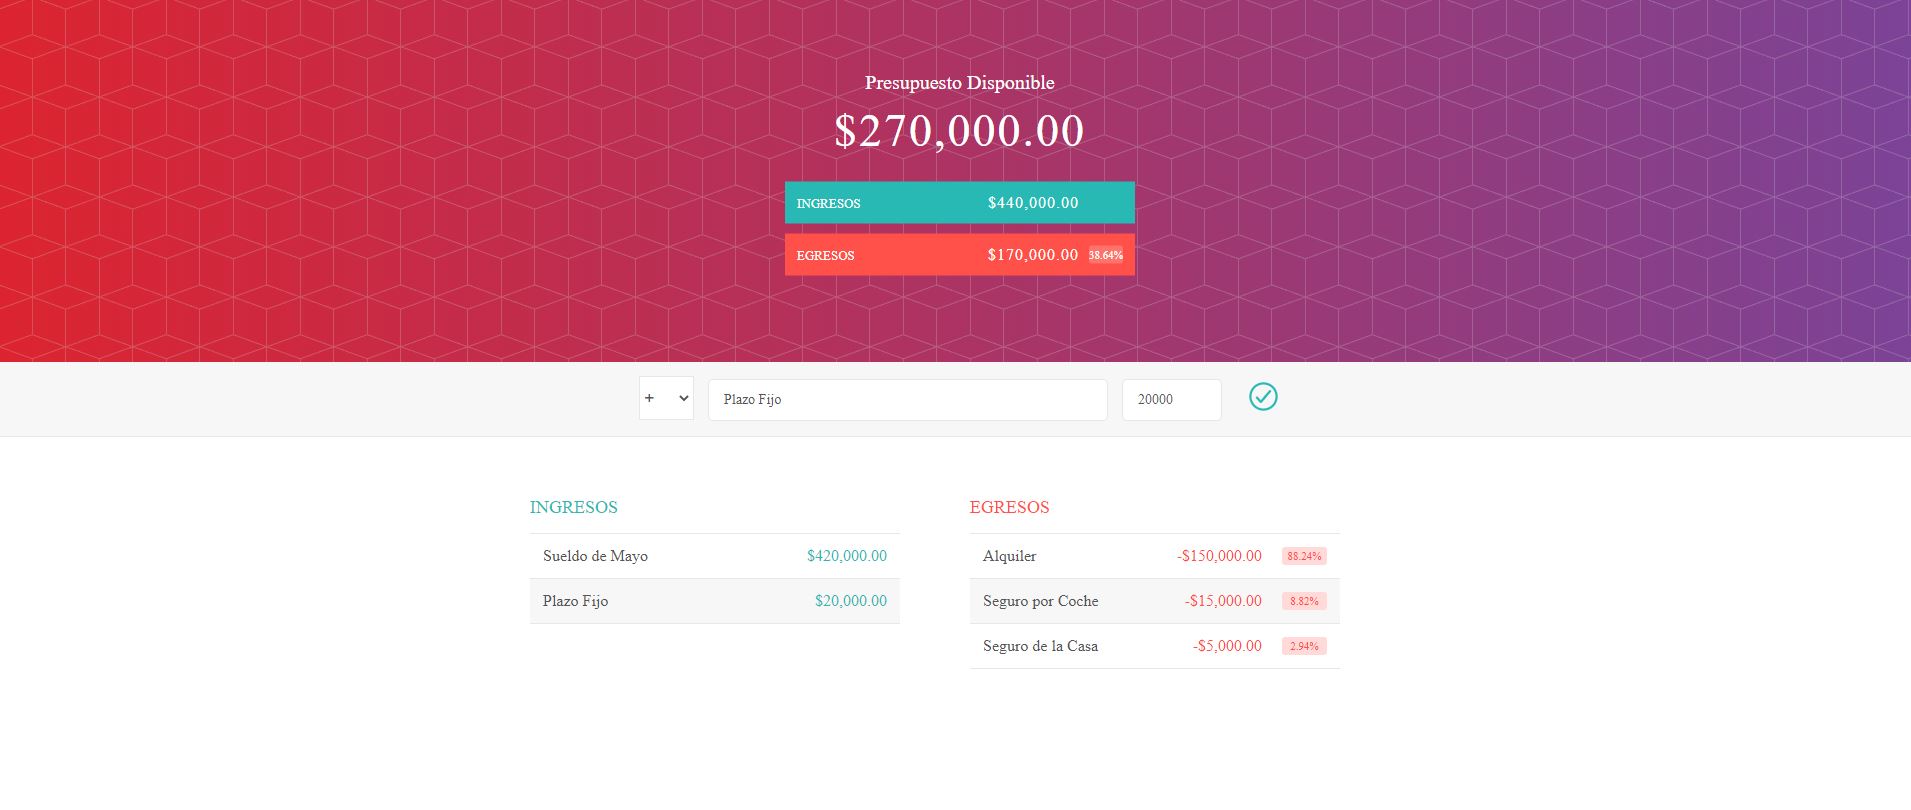 Presupuesto Disponible
$270,000.00
INGRESOS $440,000.00
EGRESOS $170,000.00 38.64%
+ Plazo Fijo 20000
INGRESOS
Sueldo de Mayo $420,000.00
Plazo Fijo $20,000.00
EGRESOS
Alquiler -$150,000.00 88.24%
Seguro por Coche -$15,000.00 8.82%
Seguro de la Casa -$5,000.00 2.94%